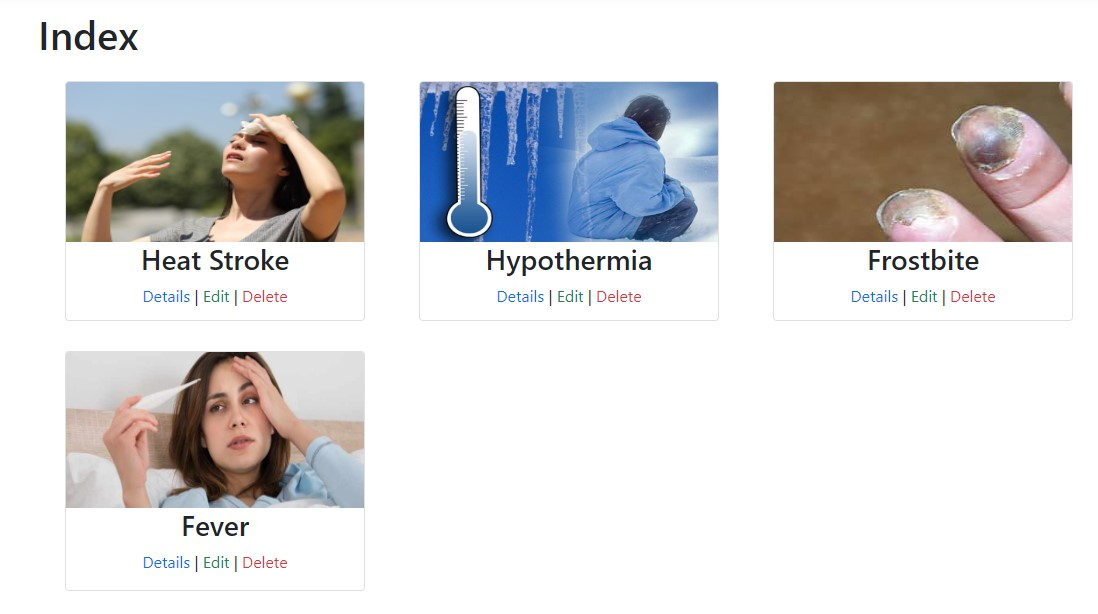 Index
Heat Stroke
Details | Edit | Delete
Hypothermia
Details | Edit | Delete
Frostbite
Details | Edit | Delete
Fever
Details | Edit | Delete